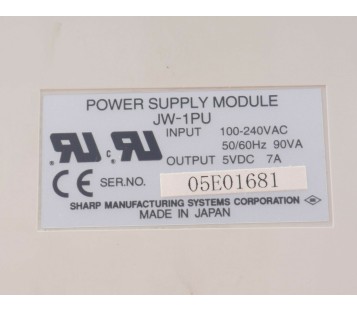 POWER SUPPLY MODULE
JW-1PU
INPUT 100-240VAC
50/60Hz 90VA
OUTPUT 5VDC 7A
SER.NO. 05E01681
SHARP MANUFACTURING SYSTEMS CORPORATION
MADE IN JAPAN